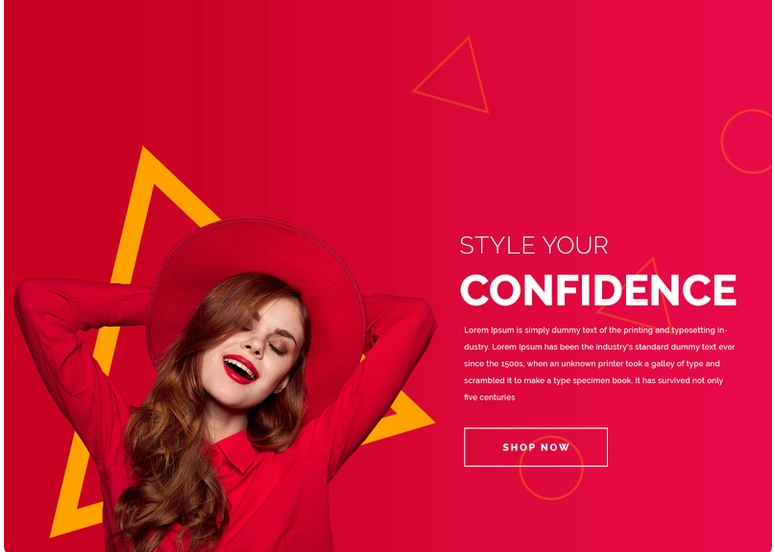 STYLE YOUR
CONFIDENCE
Lorem Ipsum is simply dummy text of the printing and typesetting in-
dustry. Lorem Ipsum has been the industry's standard dummy text ever
since the 1500s, when an unknown printer took a galley of type and
scrambled it to make a type specimen book. It has survived not only
five centuries
SHOP NOW